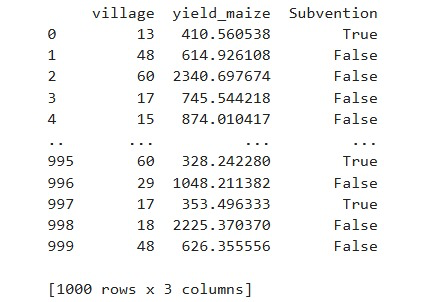 village yield_maize Subvention
0 13 410.560538 True
1 48 614.926108 False
2 60 2340.697674 False
3 17 745.544218 False
4 15 874.010417 False
.. ... ... ...
995 60 328.242280 True
996 29 1048.211382 False
997 17 353.496333 True
998 18 2225.370370 False
999 48 626.355556 False
[1000 rows x 3 columns]